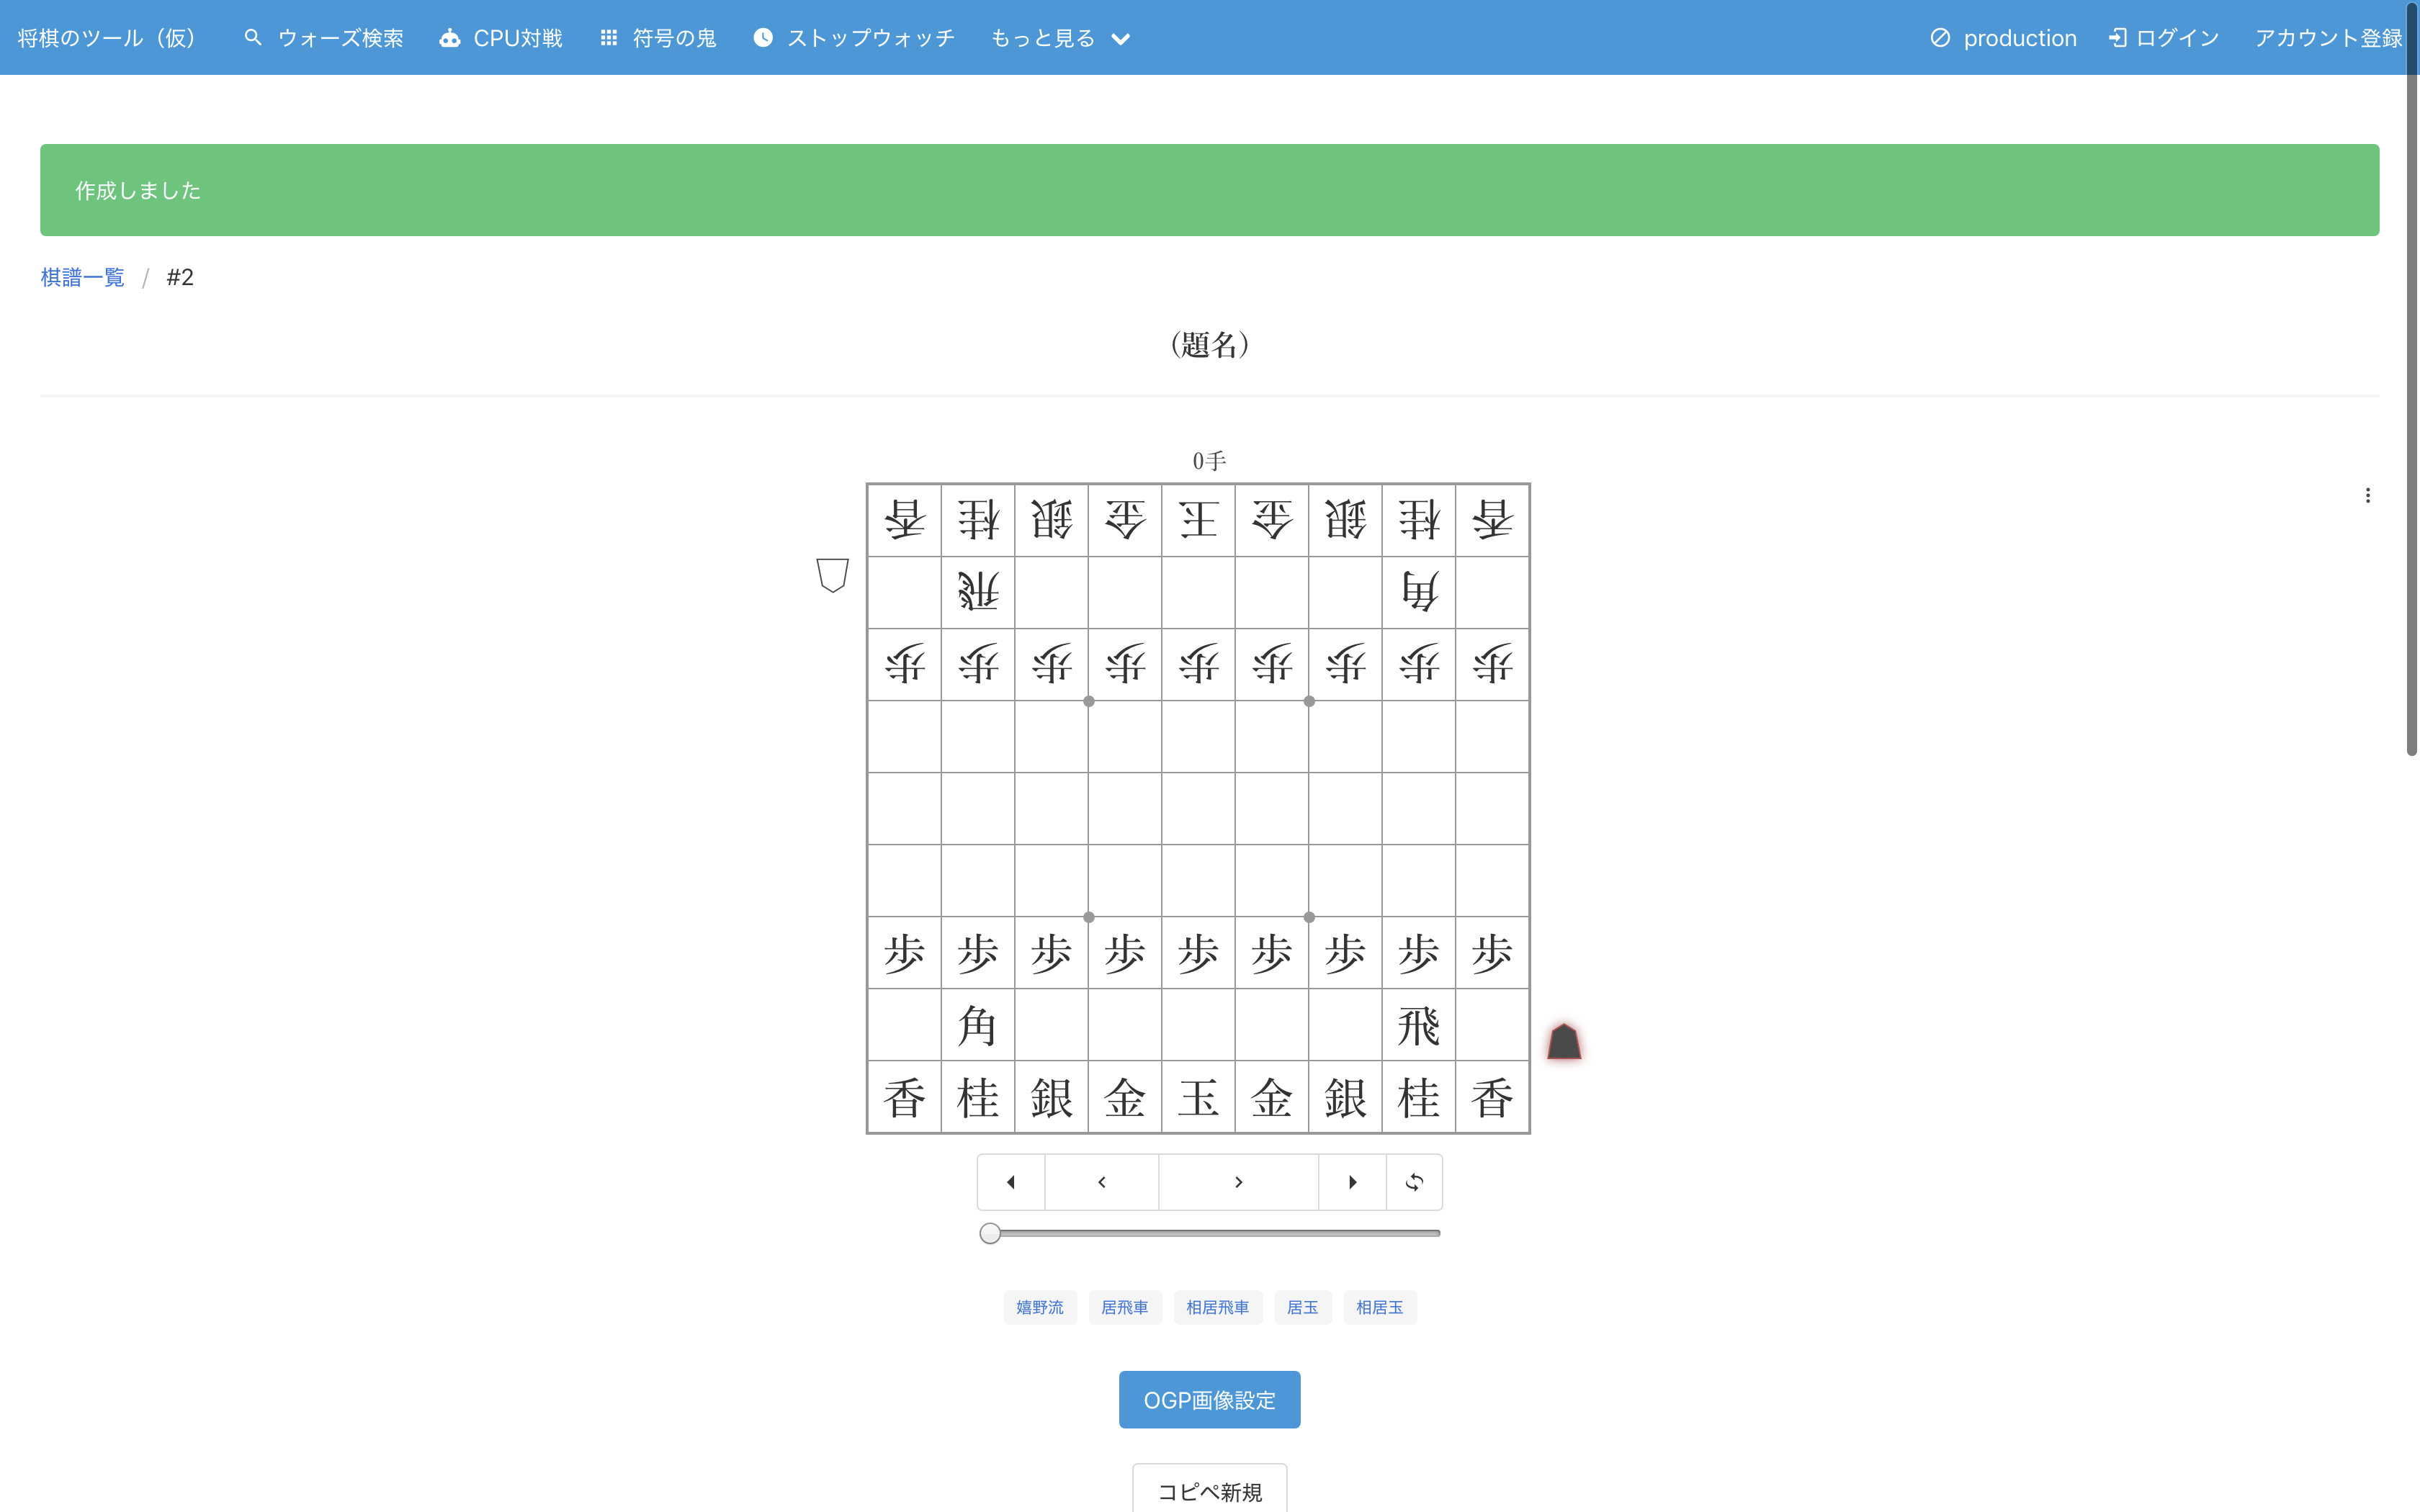 将棋のツール（仮） ウォーズ検索 CPU対戦 符号の鬼 ストップウォッチ もっと見る production ログイン アカウント登録
作成しました
棋譜一覧 / #2
（題名）
0手
香桂銀金王金銀桂香
飛角
歩歩歩歩歩歩歩歩歩
歩歩歩歩歩歩歩歩歩
角飛
香桂銀金玉金銀桂香
嬉野流 居飛車 相居飛車 居玉 相居玉
OGP画像設定
コピペ新規